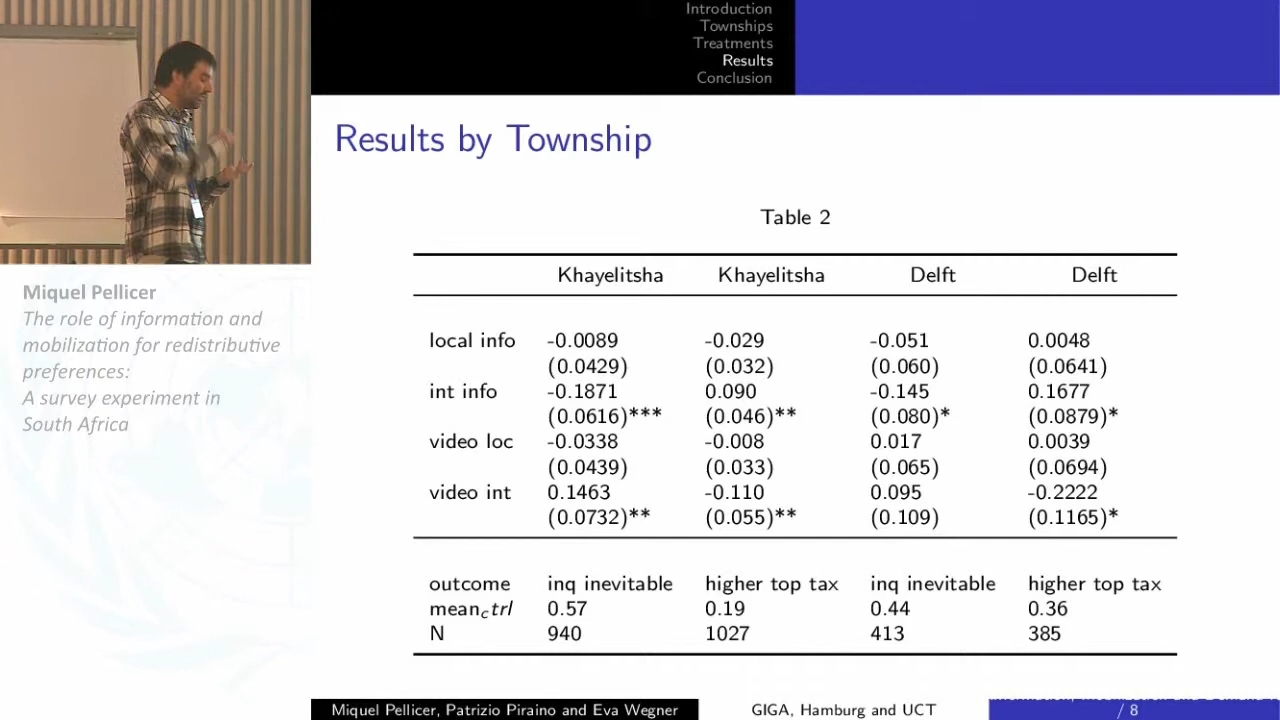 Introduction
Townships
Treatments
Results
Conclusion
Results by Township
Table 2
Khayelitsha Khayelitsha Delft Delft
local info -0.0089 -0.029 -0.051 0.0048
(0.0429) (0.032) (0.060) (0.0641)
int info -0.1871 0.090 -0.145 0.1677
(0.0616)*** (0.046)** (0.080)* (0.0879)*
video loc -0.0338 -0.008 0.017 0.0039
(0.0439) (0.033) (0.065) (0.0694)
video int 0.1463 -0.110 0.095 -0.2222
(0.0732)** (0.055)** (0.109) (0.1165)*
outcome inq inevitable higher top tax inq inevitable higher top tax
mean_ctrl 0.57 0.19 0.44 0.36
N 940 1027 413 385
Miquel Pellicer
The role of information and
mobilization for redistributive
preferences:
A survey experiment in
South Africa
Miquel Pellicer, Patrizio Piraino and Eva Wegner GIGA, Hamburg and UCT / 8